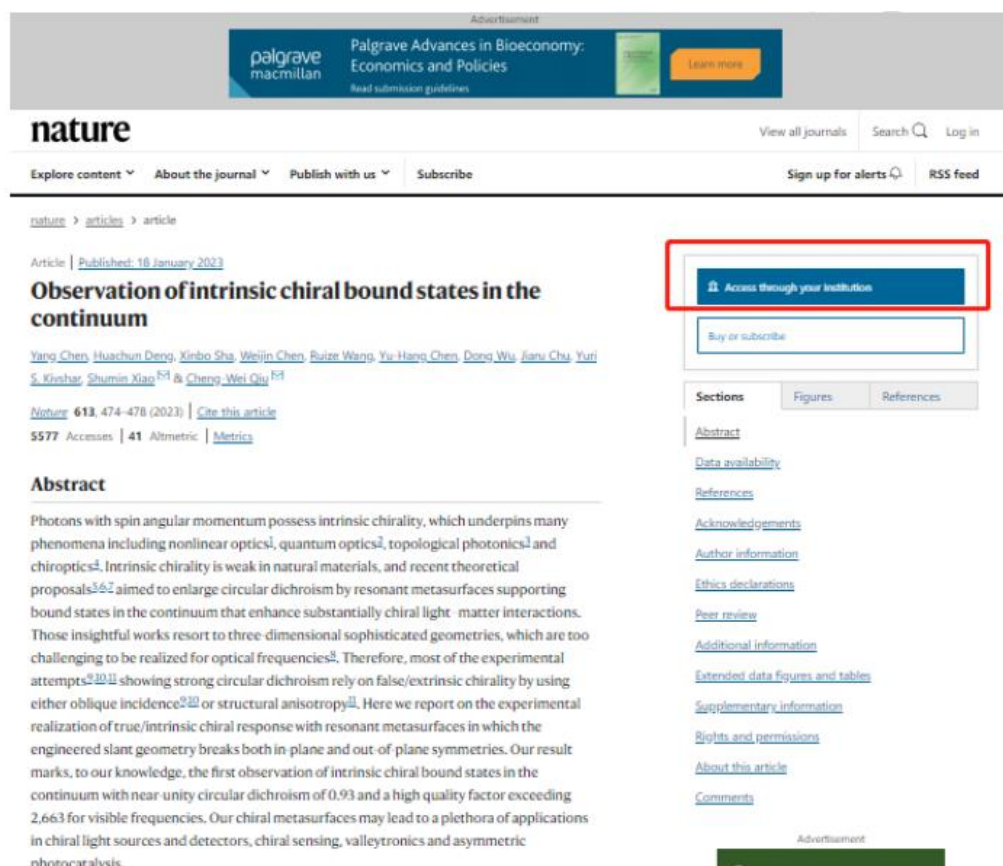 Advertisement
palgrave
macmillan
Palgrave Advances in Bioeconomy:
Economics and Policies
Read submission guidelines
Learn more
nature
View all journals
Search
Log in
Explore content
About the journal
Publish with us
Subscribe
Sign up for alerts
RSS feed
nature > articles > article
Article | Published: 18 January 2023
Observation of intrinsic chiral bound states in the
continuum
Yang Chen, Huachun Deng, Xinbo Sha, Weijin Chen, Ruize Wang, Yu-Hang Chen, Dong Wu, Jiaru Chu, Yuri
S. Kivshar, Shumin Xiao & Cheng-Wei Qiu
Nature 613, 474–478 (2023) | Cite this article
5577 Accesses | 41 Altmetric | Metrics
Abstract
Photons with spin angular momentum possess intrinsic chirality, which underpins many
phenomena including nonlinear optics1, quantum optics2, topological photonics3 and
chiroptics4. Intrinsic chirality is weak in natural materials, and recent theoretical
proposals5,6,7 aimed to enlarge circular dichroism by resonant metasurfaces supporting
bound states in the continuum that enhance substantially chiral light–matter interactions.
Those insightful works resort to three-dimensional sophisticated geometries, which are too
challenging to be realized for optical frequencies8. Therefore, most of the experimental
attempts9,10,11 showing strong circular dichroism rely on false/extrinsic chirality by using
either oblique incidence9,10 or structural anisotropy11. Here we report on the experimental
realization of true/intrinsic chiral response with resonant metasurfaces in which the
engineered slant geometry breaks both in-plane and out-of-plane symmetries. Our result
marks, to our knowledge, the first observation of intrinsic chiral bound states in the
continuum with near-unity circular dichroism of 0.93 and a high quality factor exceeding
2,663 for visible frequencies. Our chiral metasurfaces may lead to a plethora of applications
in chiral light sources and detectors, chiral sensing, valleytronics and asymmetric
photocatalysis.
Access through your institution
Buy or subscribe
Sections
Figures
References
Abstract
Data availability
References
Acknowledgements
Author information
Ethics declarations
Peer review
Additional information
Extended data figures and tables
Supplementary information
Rights and permissions
About this article
Comments
Advertisement